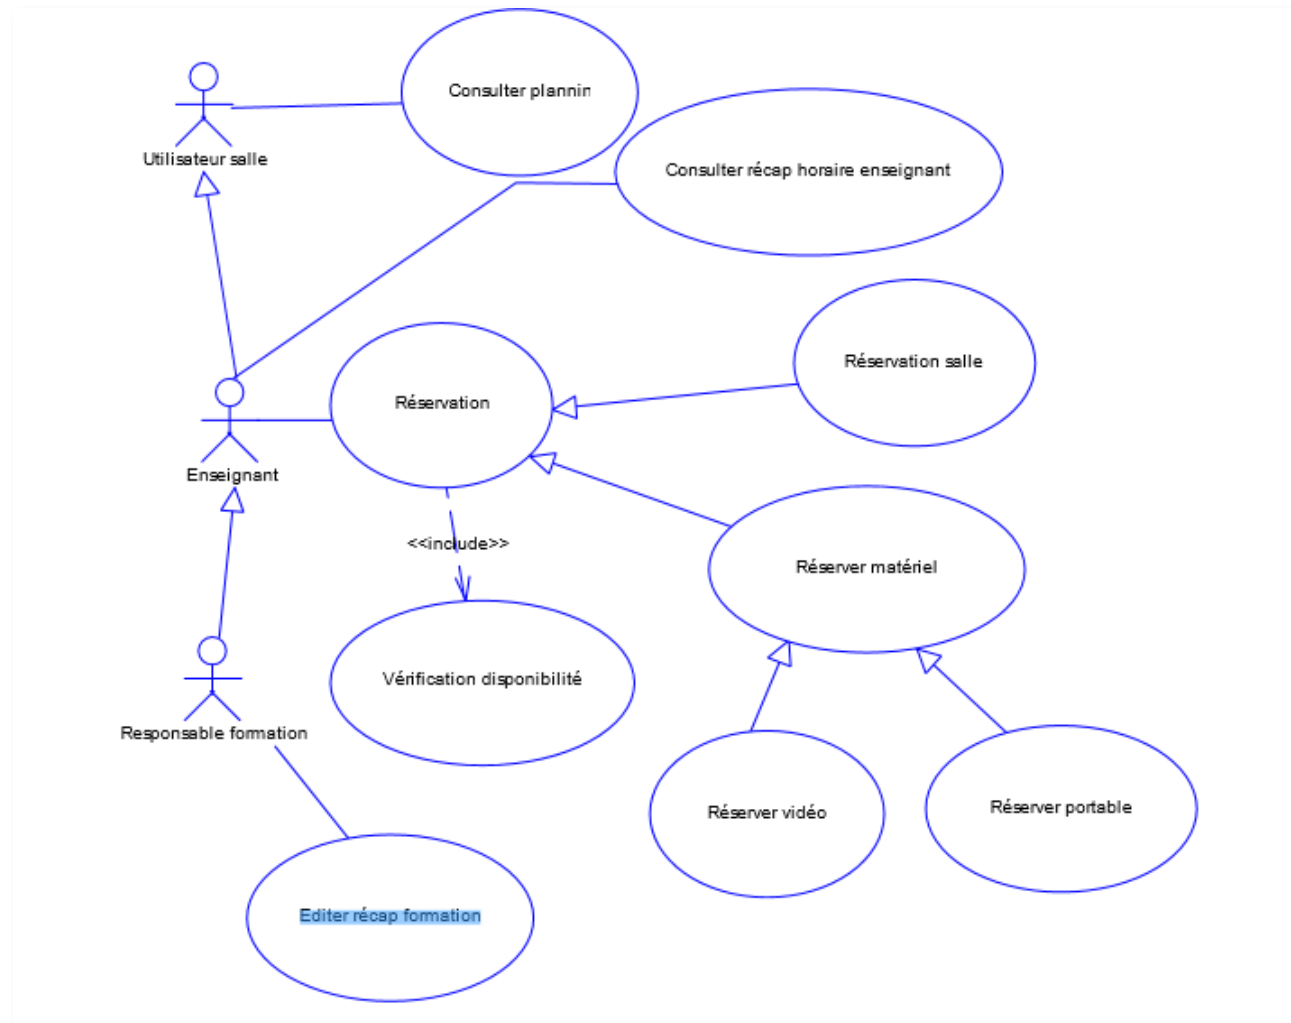 Consulter plannin
Utilisateur salle
Consulter récap horaire enseignant
Réservation salle
Réservation
Enseignant
<<include>>
Réserver matériel
Vérification disponibilité
Responsable formation
Réserver vidéo
Réserver portable
Editer récap formation